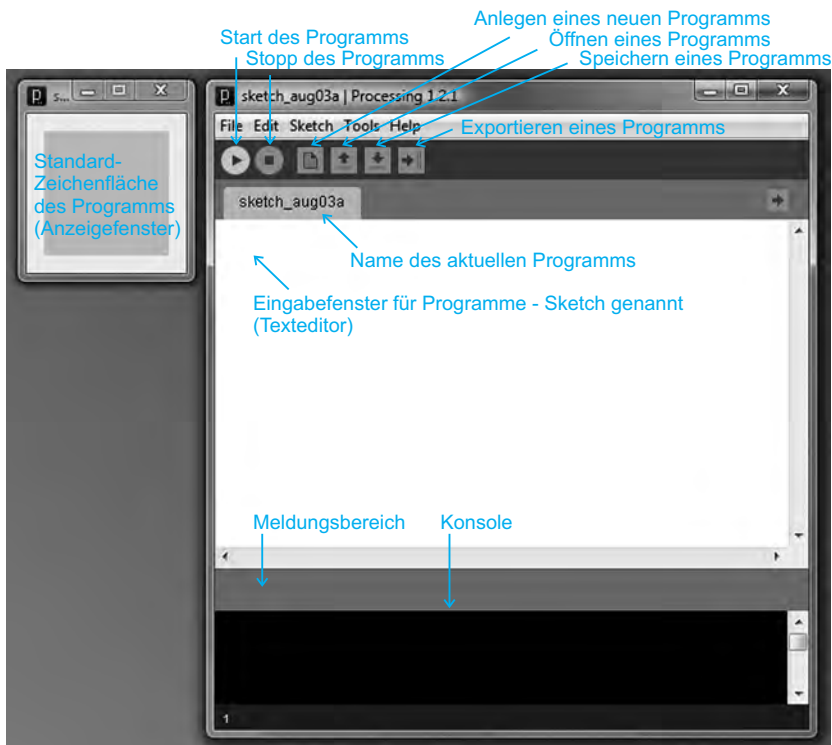 Anlegen eines neuen Programms
Start des Programms
Öffnen eines Programms
Stopp des Programms
Speichern eines Programms
s...
sketch_aug03a | Processing 1.2.1
File Edit Sketch Tools Help
Exportieren eines Programms
Standard-
Zeichenfläche
des Programms
(Anzeigefenster)
sketch_aug03a
Name des aktuellen Programms
Eingabefenster für Programme - Sketch genannt
(Texteditor)
Meldungsbereich
Konsole
1